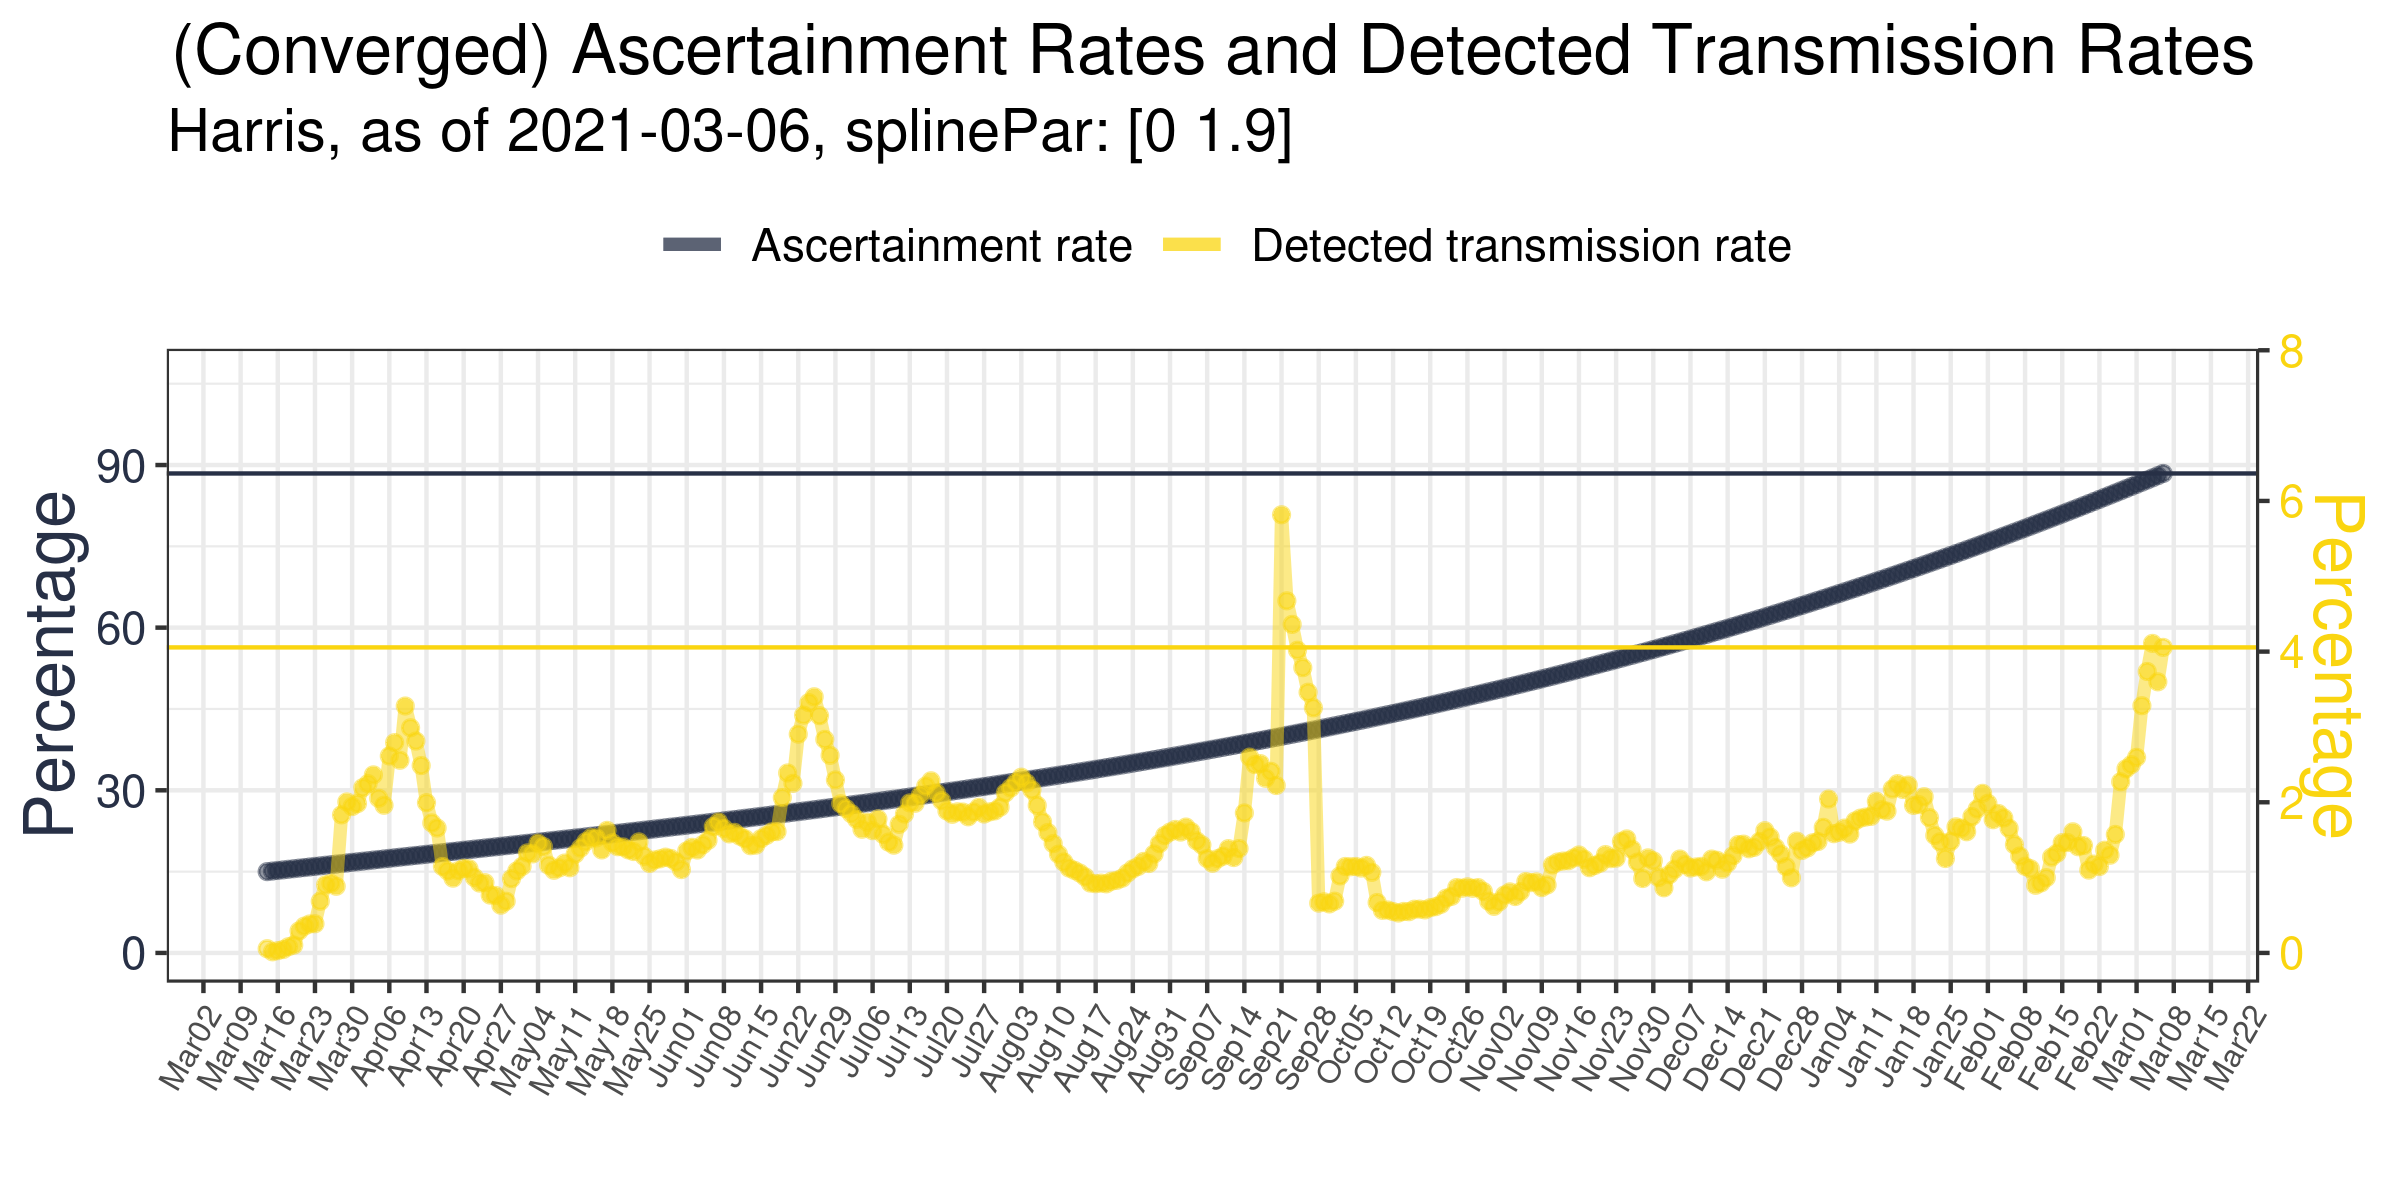 (Converged) Ascertainment Rates and Detected Transmission Rates
Harris, as of 2021-03-06, splinePar: [0 1.9]
Ascertainment rate
Detected transmission rate
Percentage
90
60
30
0
8
6
4
2
0
Percentage
Mar02
Mar09
Mar16
Mar23
Mar30
Apr06
Apr13
Apr20
Apr27
May04
May11
May18
May25
Jun01
Jun08
Jun15
Jun22
Jun29
Jul06
Jul13
Jul20
Jul27
Aug03
Aug10
Aug17
Aug24
Aug31
Sep07
Sep14
Sep21
Sep28
Oct05
Oct12
Oct19
Oct26
Nov02
Nov09
Nov16
Nov23
Nov30
Dec07
Dec14
Dec21
Dec28
Jan04
Jan11
Jan18
Jan25
Feb01
Feb08
Feb15
Feb22
Mar01
Mar08
Mar15
Mar22